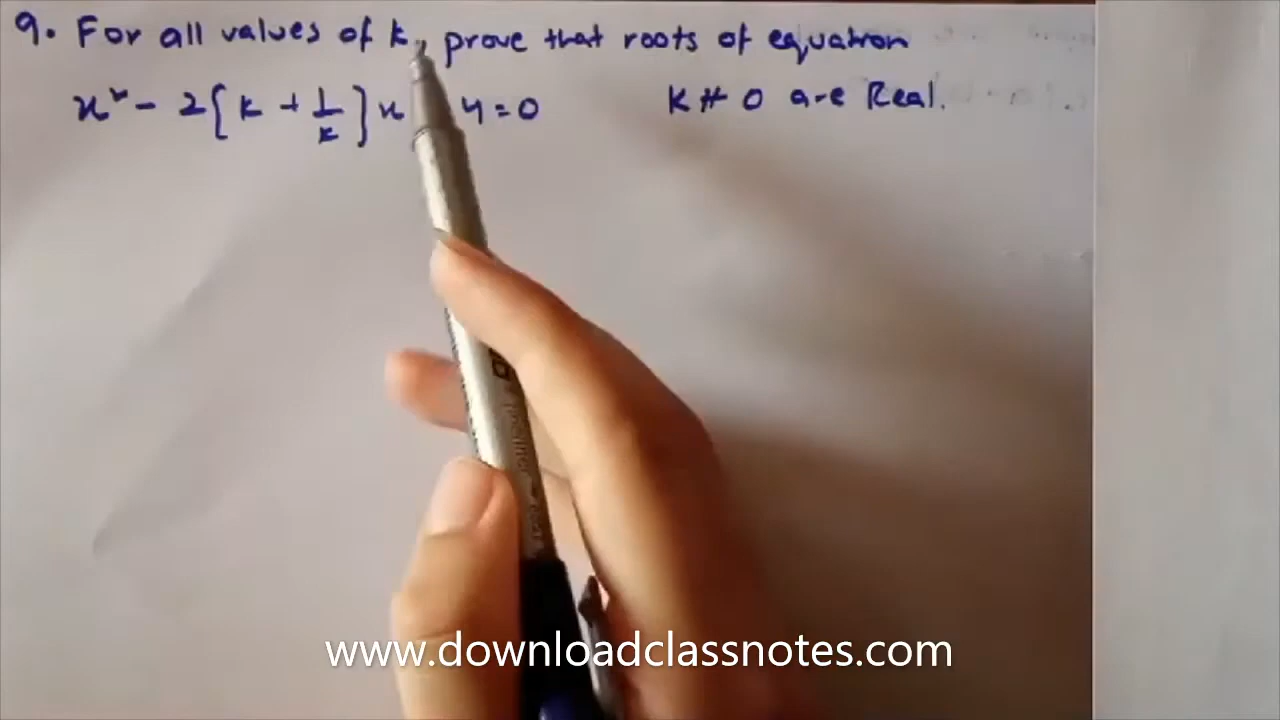 9. For all values of k, prove that roots of equation
x² - 2{k + 1/k}x 4 = 0 k ≠ 0 are Real.
www.downloadclassnotes.com